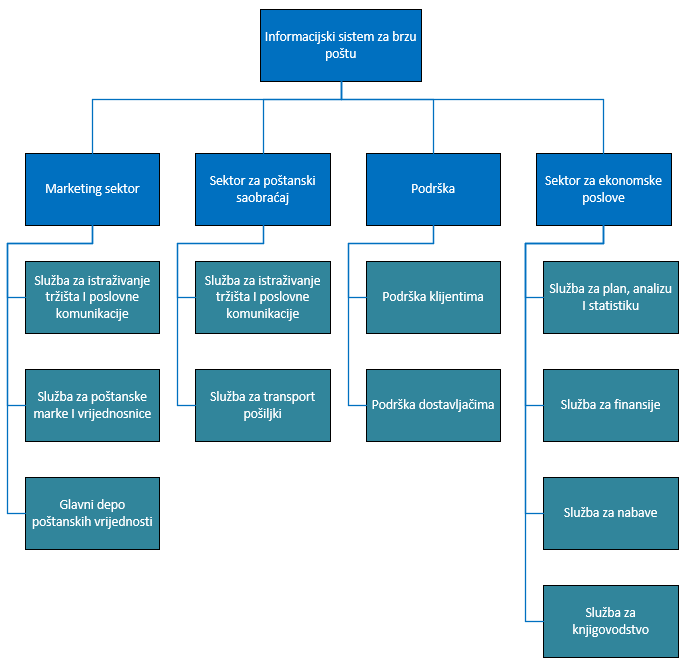 Informacijski sistem za brzu
poštu
Marketing sektor
Sektor za poštanski
saobraćaj
Podrška
Sektor za ekonomske
poslove
Služba za istraživanje
tržišta I poslovne
komunikacije
Služba za istraživanje
tržišta I poslovne
komunikacije
Podrška klijentima
Služba za plan, analizu
I statistiku
Služba za poštanske
marke I vrijednosnice
Služba za transport
pošiljki
Podrška dostavljačima
Služba za finansije
Glavni depo
poštanskih vrijednosti
Služba za nabave
Služba za
knjigovodstvo